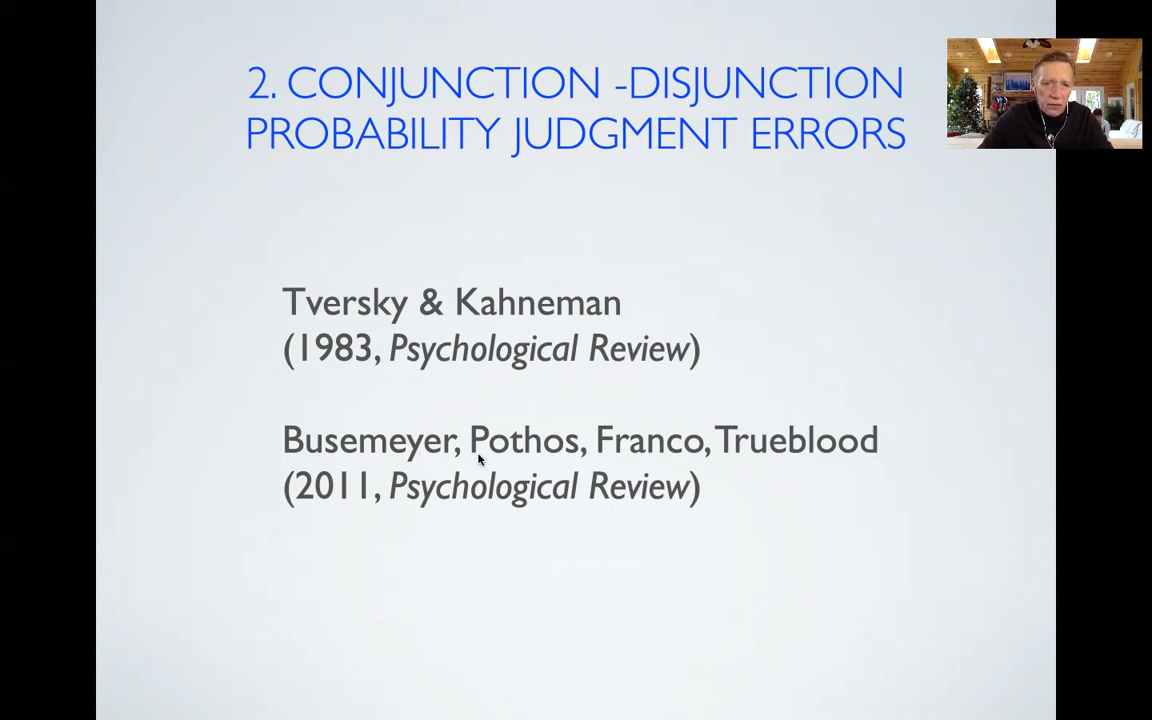 2. CONJUNCTION -DISJUNCTION
PROBABILITY JUDGMENT ERRORS
Tversky & Kahneman
(1983, Psychological Review)
Busemeyer, Pothos, Franco, Trueblood
(2011, Psychological Review)